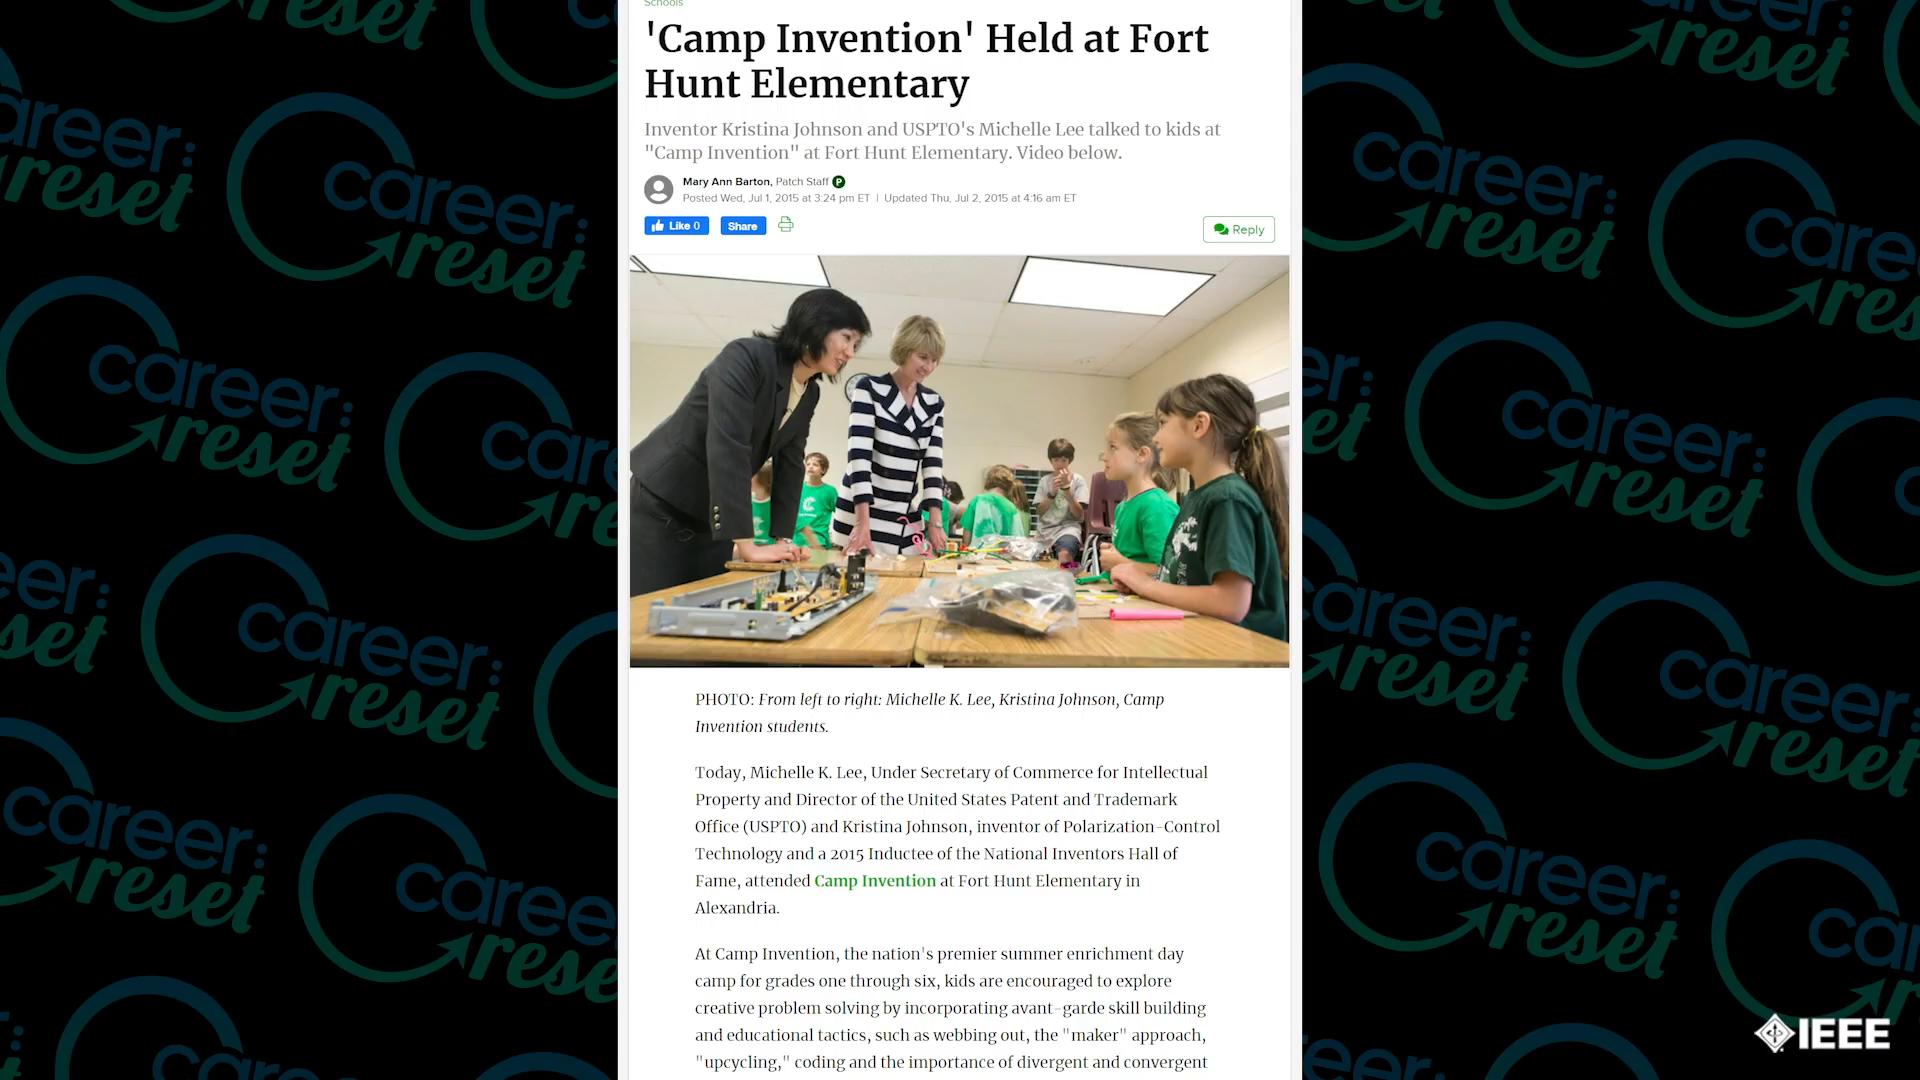 Schools
'Camp Invention' Held at Fort
Hunt Elementary
Inventor Kristina Johnson and USPTO's Michelle Lee talked to kids at
"Camp Invention" at Fort Hunt Elementary. Video below.
Mary Ann Barton, Patch Staff P
Posted Wed, Jul 1, 2015 at 3:24 pm ET | Updated Thu, Jul 2, 2015 at 4:16 am ET
Like 0 Share
Reply
PHOTO: From left to right: Michelle K. Lee, Kristina Johnson, Camp
Invention students.
Today, Michelle K. Lee, Under Secretary of Commerce for Intellectual
Property and Director of the United States Patent and Trademark
Office (USPTO) and Kristina Johnson, inventor of Polarization-Control
Technology and a 2015 Inductee of the National Inventors Hall of
Fame, attended Camp Invention at Fort Hunt Elementary in
Alexandria.
At Camp Invention, the nation's premier summer enrichment day
camp for grades one through six, kids are encouraged to explore
creative problem solving by incorporating avant-garde skill building
and educational tactics, such as webbing out, the "maker" approach,
"upcycling," coding and the importance of divergent and convergent
career:
reset
IEEE